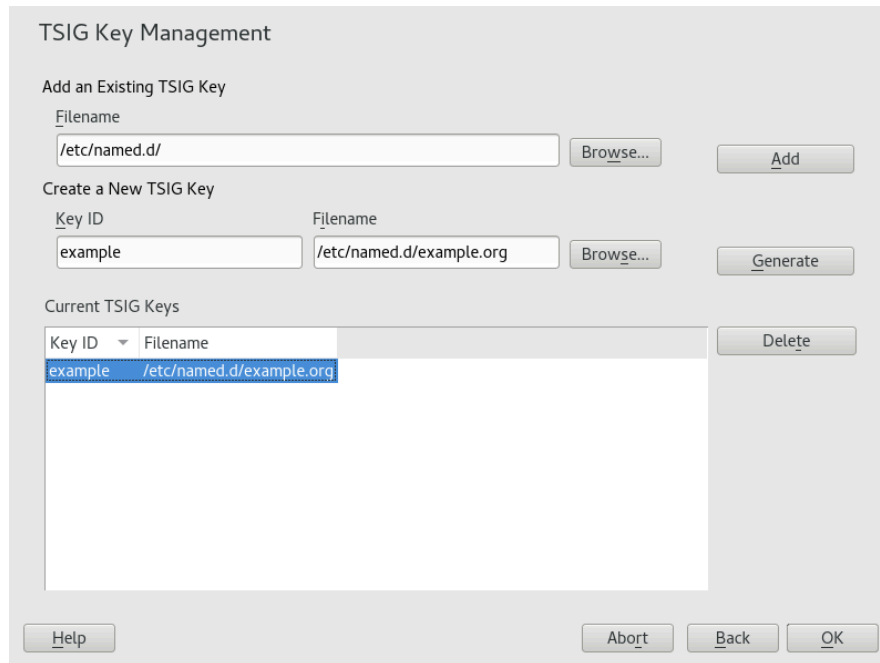 TSIG Key Management
Add an Existing TSIG Key
Filename
/etc/named.d/ Browse... Add
Create a New TSIG Key
Key ID Filename
example /etc/named.d/example.org Browse... Generate
Current TSIG Keys
Key ID Filename Delete
example /etc/named.d/example.org
Help Abort Back OK